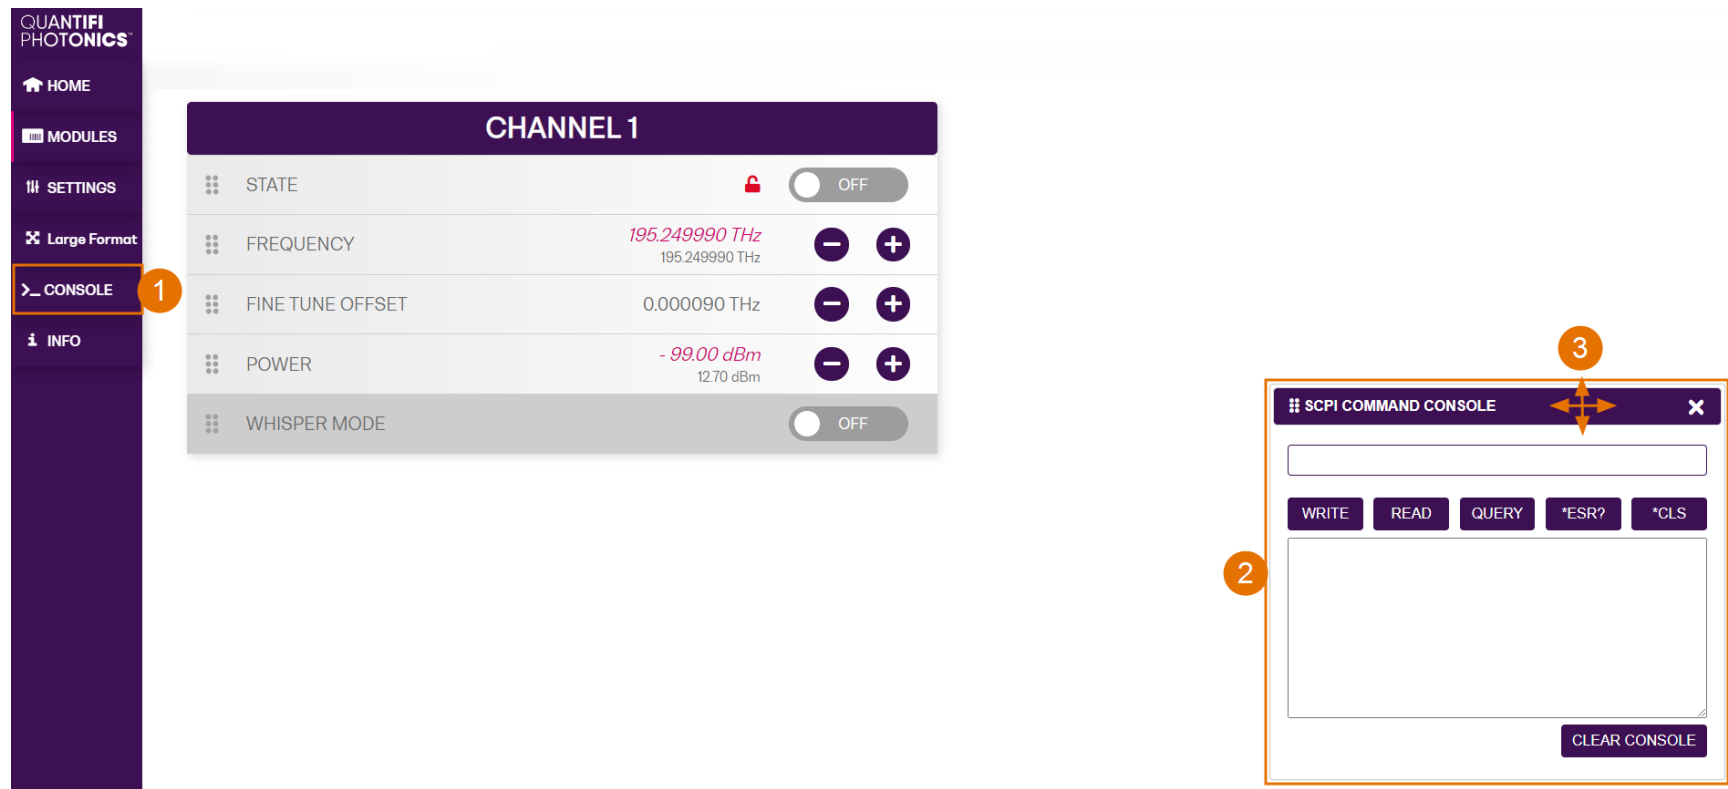 QUANTIFI
PHOTONICS™
HOME
MODULES
SETTINGS
Large Format
>_ CONSOLE
1
INFO
CHANNEL 1
STATE
OFF
FREQUENCY
195.249990 THz
195.249990 THz
FINE TUNE OFFSET
0.000090 THz
POWER
- 99.00 dBm
12.70 dBm
WHISPER MODE
OFF
3
SCPI COMMAND CONSOLE
WRITE READ QUERY *ESR? *CLS
2
CLEAR CONSOLE